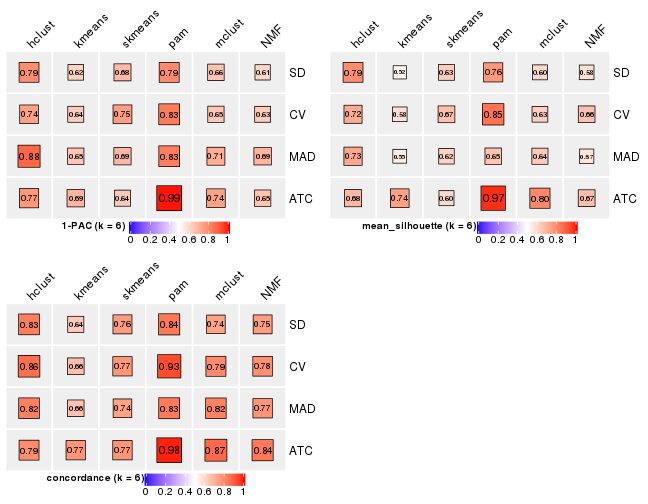 hclust kmeans skmeans pam mclust NMF
0.79 0.62 0.68 0.79 0.66 0.61 SD
0.74 0.64 0.75 0.83 0.65 0.63 CV
0.88 0.65 0.69 0.83 0.71 0.69 MAD
0.77 0.69 0.64 0.99 0.74 0.65 ATC
1-PAC (k = 6)
0 0.2 0.4 0.6 0.8 1
hclust kmeans skmeans pam mclust NMF
0.79 0.52 0.63 0.76 0.60 0.58 SD
0.72 0.58 0.67 0.85 0.63 0.66 CV
0.73 0.55 0.62 0.65 0.64 0.57 MAD
0.68 0.74 0.60 0.97 0.80 0.67 ATC
mean_silhouette (k = 6)
0 0.2 0.4 0.6 0.8 1
hclust kmeans skmeans pam mclust NMF
0.83 0.64 0.76 0.84 0.74 0.75 SD
0.86 0.66 0.77 0.93 0.79 0.78 CV
0.82 0.66 0.74 0.83 0.82 0.77 MAD
0.79 0.77 0.77 0.98 0.87 0.84 ATC
concordance (k = 6)
0 0.2 0.4 0.6 0.8 1